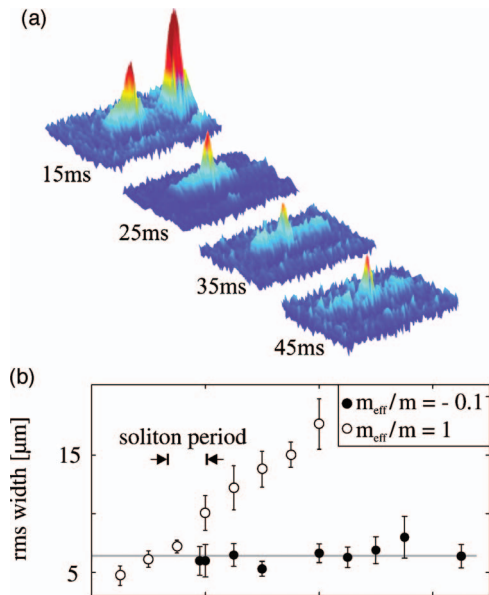 (a)
15ms
25ms
35ms
45ms
(b)
m_eff/m = - 0.1
m_eff/m = 1
soliton period
rms width [μm]
15
5